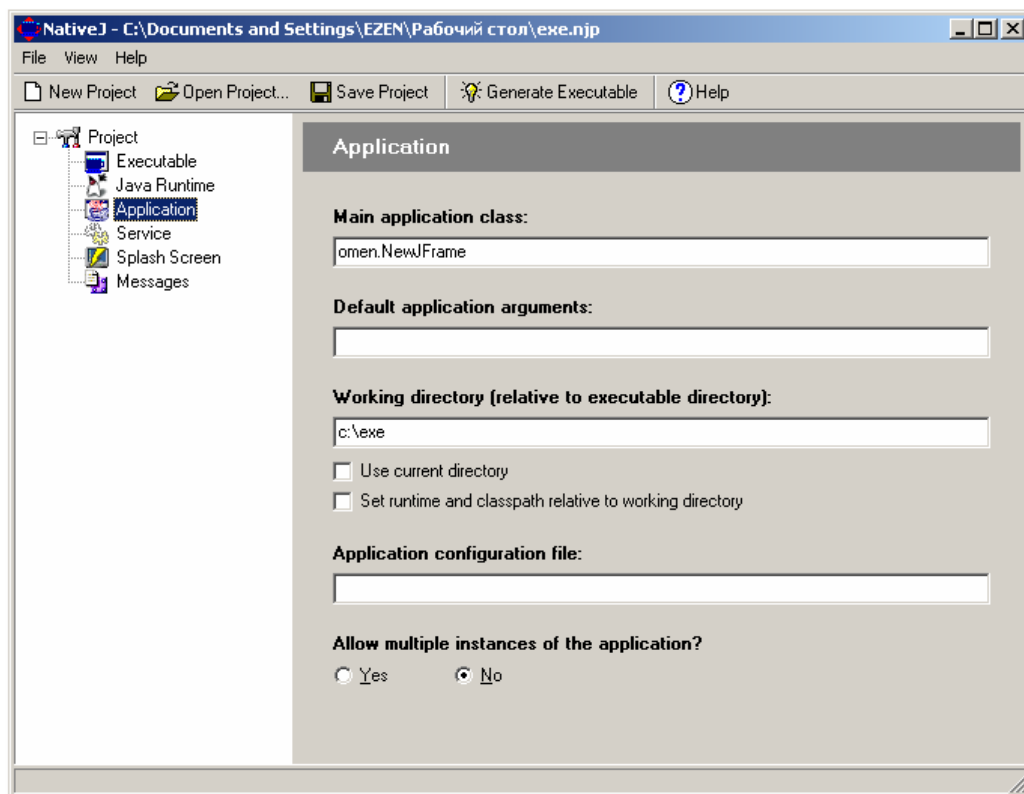 NativeJ - C:\Documents and Settings\EZEN\Рабочий стол\exe.njp
File View Help
New Project Open Project... Save Project Generate Executable Help
Project
Executable
Java Runtime
Application
Service
Splash Screen
Messages
Application
Main application class:
omen.NewJFrame
Default application arguments:
Working directory (relative to executable directory):
c:\exe
Use current directory
Set runtime and classpath relative to working directory
Application configuration file:
Allow multiple instances of the application?
Yes No